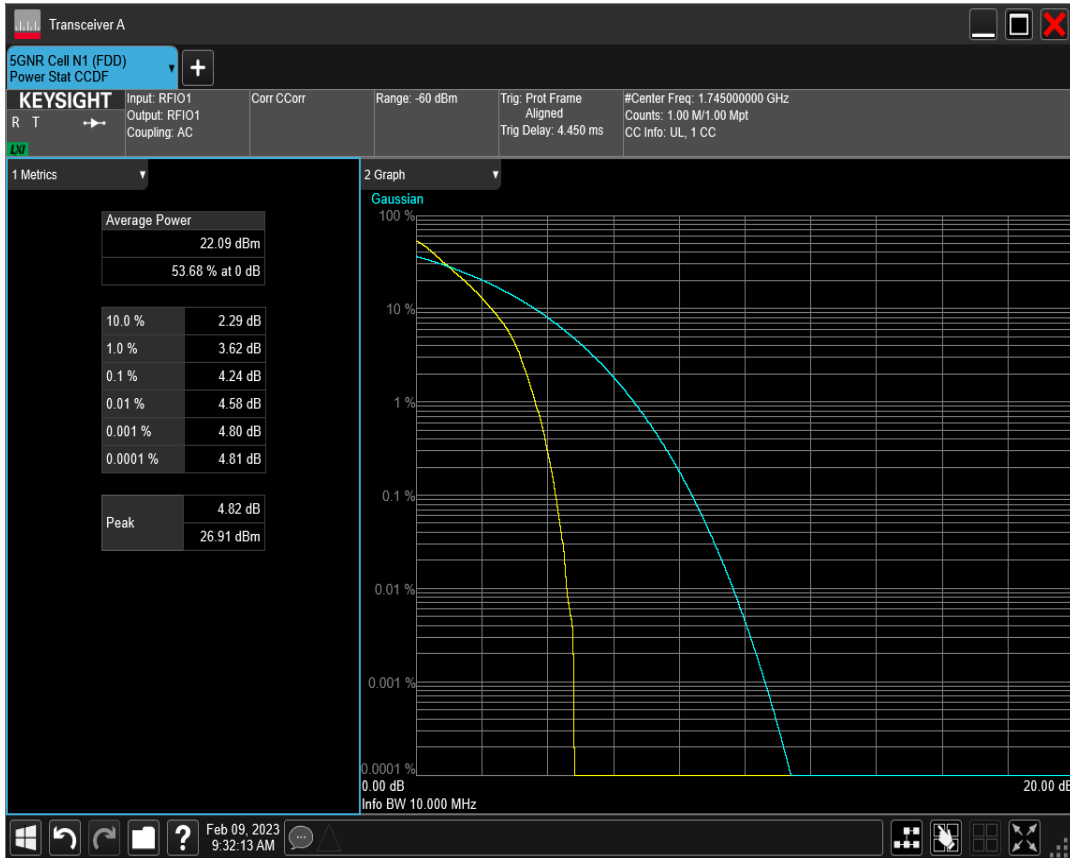 Transceiver A
5GNR Cell N1 (FDD)
Power Stat CCDF
+
KEYSIGHT
R T
LXI
Input: RFIO1
Output: RFIO1
Coupling: AC
Corr CCorr
Range: -60 dBm
Trig: Prot Frame
Aligned
Trig Delay: 4.450 ms
#Center Freq: 1.745000000 GHz
Counts: 1.00 M/1.00 Mpt
CC Info: UL, 1 CC
1 Metrics
Average Power
22.09 dBm
53.68 % at 0 dB
10.0 % 2.29 dB
1.0 % 3.62 dB
0.1 % 4.24 dB
0.01 % 4.58 dB
0.001 % 4.80 dB
0.0001 % 4.81 dB
Peak
4.82 dB
26.91 dBm
2 Graph
Gaussian
100 %
10 %
1 %
0.1 %
0.01 %
0.001 %
0.0001 %
0.00 dB 20.00 dB
Info BW 10.000 MHz
?
Feb 09, 2023
9:32:13 AM